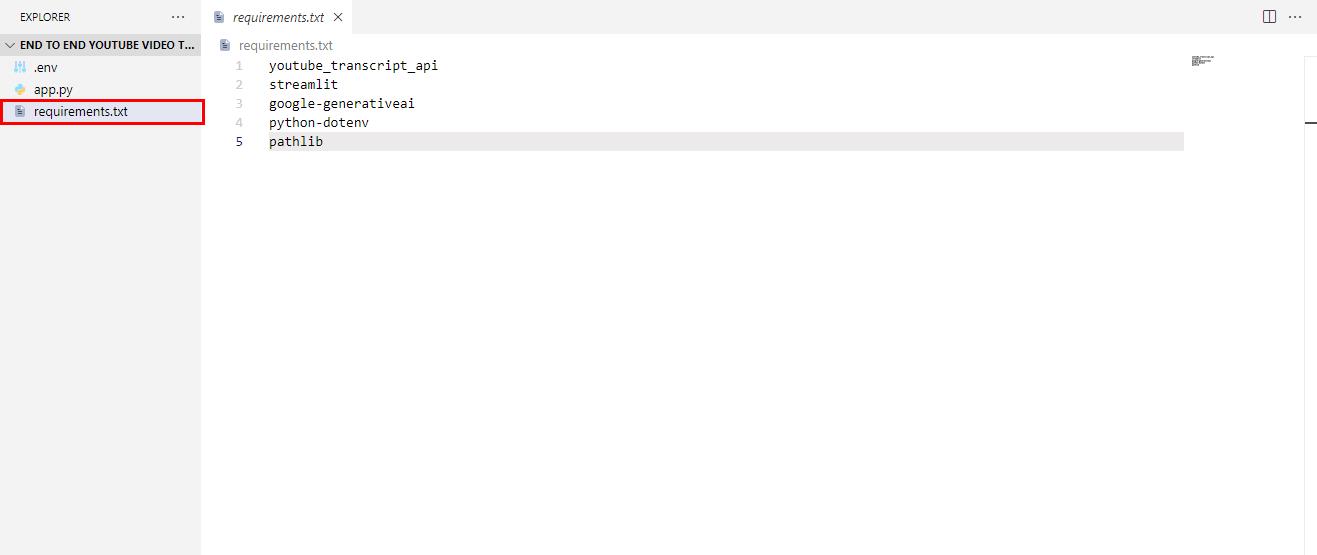 EXPLORER
END TO END YOUTUBE VIDEO T...
.env
app.py
requirements.txt
requirements.txt
requirements.txt
1 youtube_transcript_api
2 streamlit
3 google-generativeai
4 python-dotenv
5 pathlib